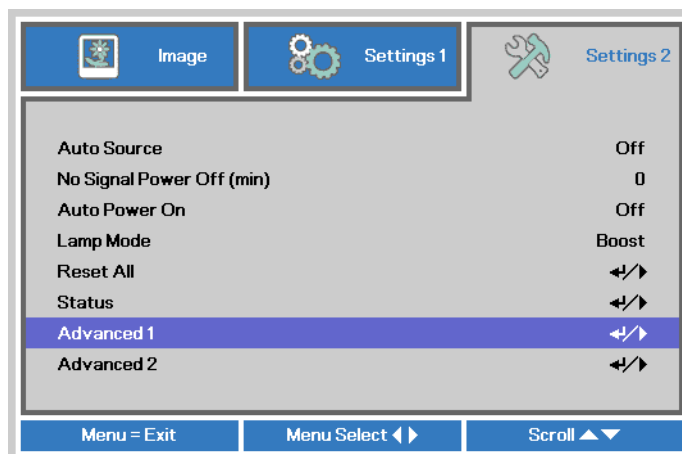 Image Settings 1 Settings 2
Auto Source Off
No Signal Power Off (min) 0
Auto Power On Off
Lamp Mode Boost
Reset All ↵/▶
Status ↵/▶
Advanced 1 ↵/▶
Advanced 2 ↵/▶
Menu = Exit Menu Select ◀▶ Scroll ▲▼